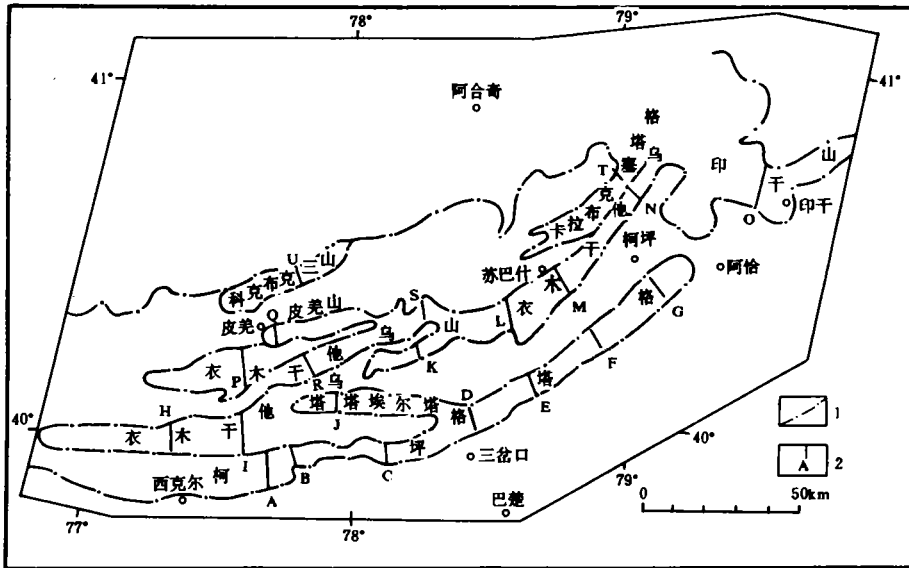 78°
79°
41°
41°
阿合奇
格
塔
乌
塞
T
克
布
拉
卡
他
N
干
木
衣
印
干
山
印干
O
柯坪
苏巴什
阿恰
U
科克布克三山
S
皮羌山
Q
皮羌
L
M
格
G
乌
山
F
衣
木
干
他
P
R
K
乌
D
H
塔
塔
埃
尔
塔
格
塔
E
40°
衣
木
干
他
J
坪
40°
I
B
C
三岔口
柯
西克尔
A
巴楚
77°
78°
79°
1
A
2
0
50km